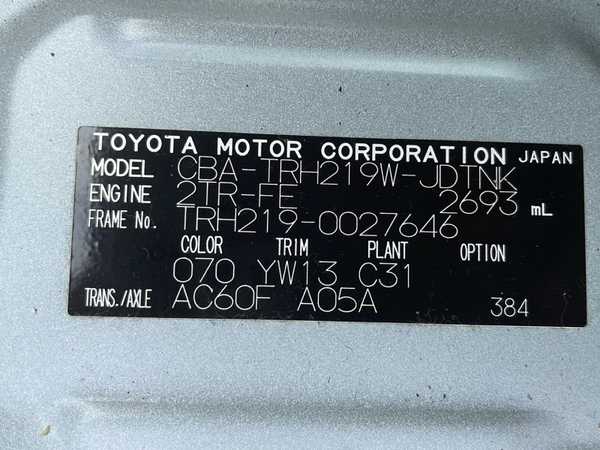 TOYOTA MOTOR CORPORATION JAPAN
MODEL CBA-TRH219W-JDTNK
ENGINE 2TR-FE 2693 mL
FRAME No. TRH219-0027646
COLOR TRIM PLANT OPTION
070 YW13 C31
TRANS./AXLE AC60F A05A 384